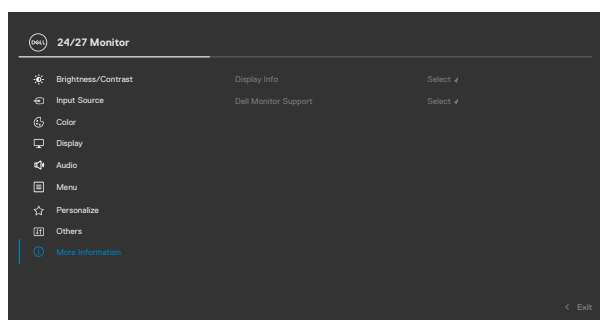 DELL 24/27 Monitor
Brightness/Contrast Display Info Select
Input Source Dell Monitor Support Select
Color
Display
Audio
Menu
Personalize
Others
More Information
< Exit